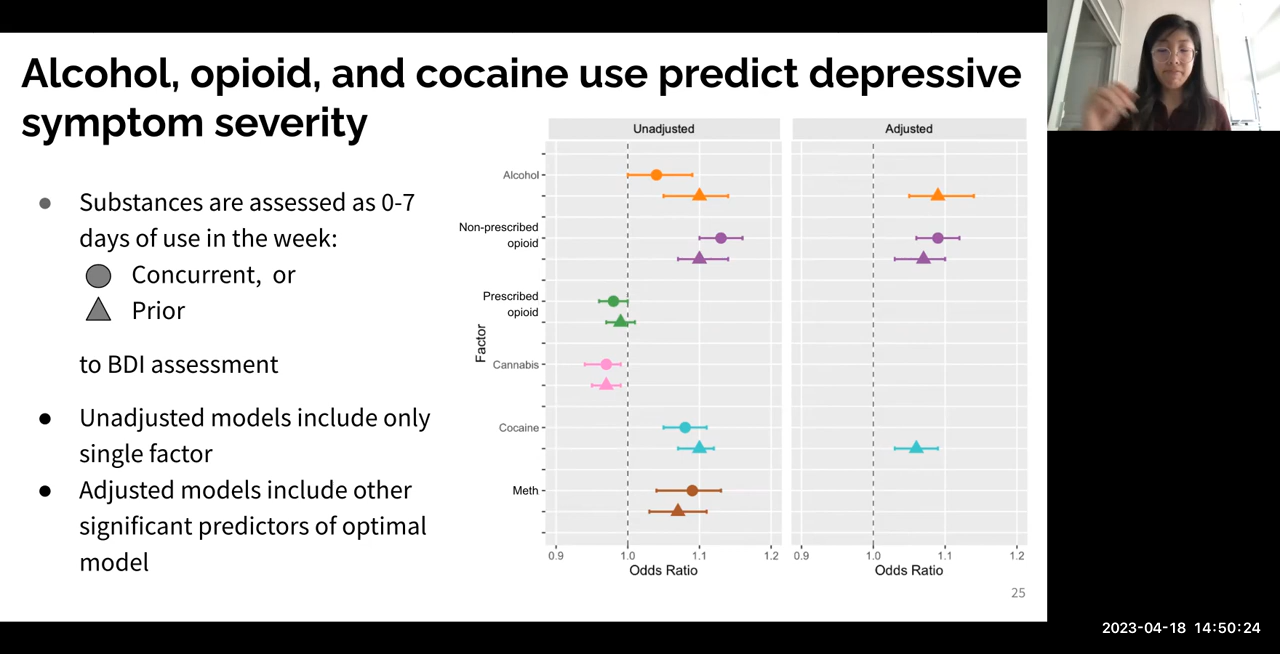 Alcohol, opioid, and cocaine use predict depressive
symptom severity
Substances are assessed as 0-7
days of use in the week:
Concurrent, or
Prior
to BDI assessment
Unadjusted models include only
single factor
Adjusted models include other
significant predictors of optimal
model
Unadjusted
Adjusted
Factor
Alcohol
Non-prescribed
opioid
Prescribed
opioid
Cannabis
Cocaine
Meth
0.9 1.0 1.1 1.2
0.9 1.0 1.1 1.2
Odds Ratio
Odds Ratio
25
2023-04-18 14:50:24